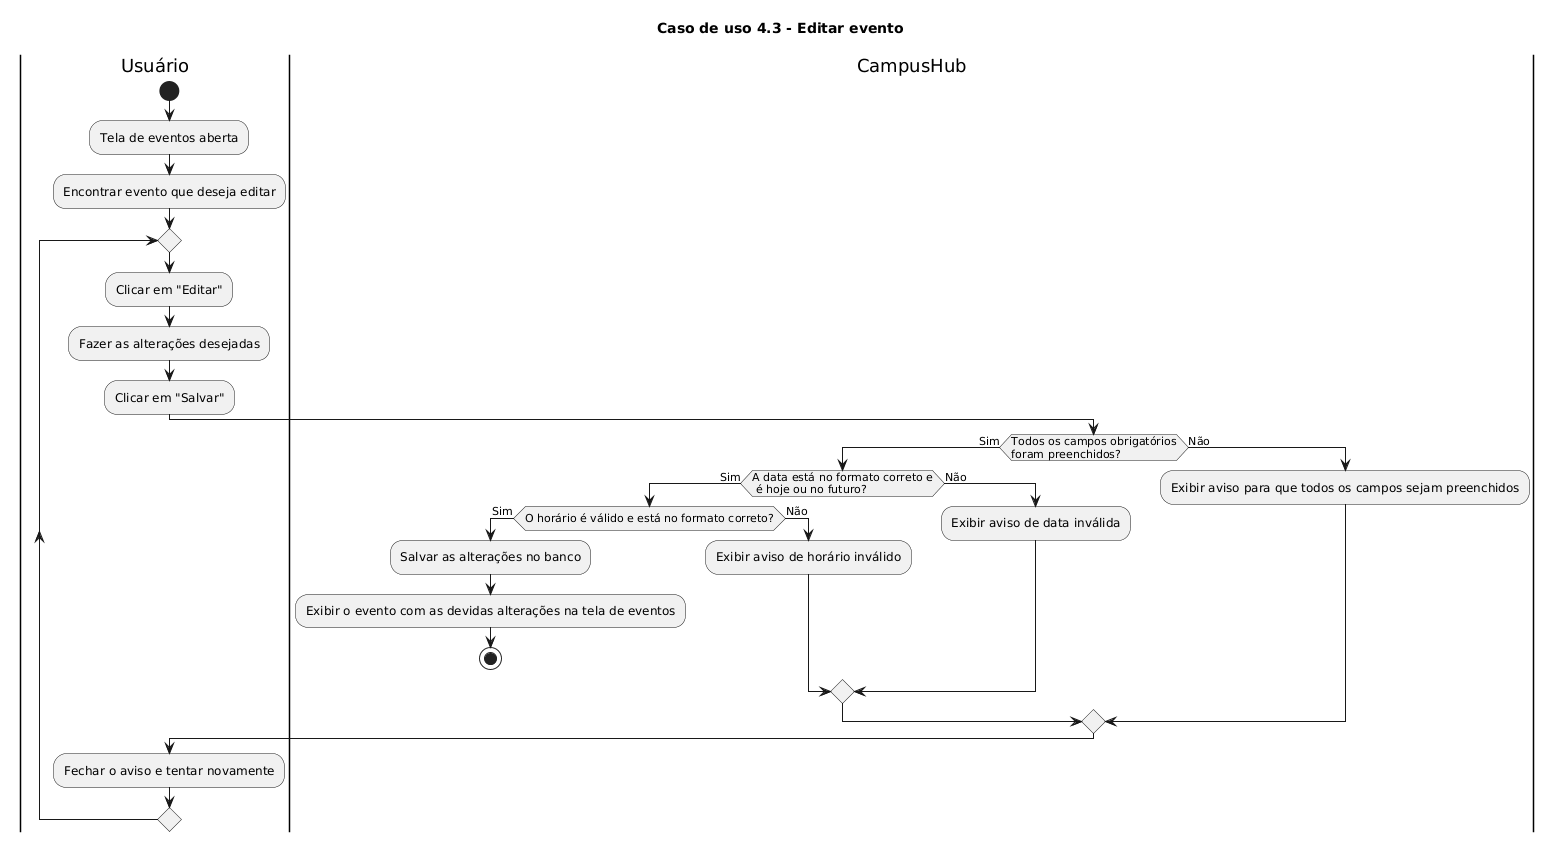 Caso de uso 4.3 - Editar evento
Usuário
CampusHub
Tela de eventos aberta
Encontrar evento que deseja editar
Clicar em "Editar"
Fazer as alterações desejadas
Clicar em "Salvar"
Todos os campos obrigatórios
foram preenchidos?
Sim
Não
A data está no formato correto e
é hoje ou no futuro?
Sim
Não
Exibir aviso para que todos os campos sejam preenchidos
O horário é válido e está no formato correto?
Sim
Não
Exibir aviso de data inválida
Salvar as alterações no banco
Exibir aviso de horário inválido
Exibir o evento com as devidas alterações na tela de eventos
Fechar o aviso e tentar novamente